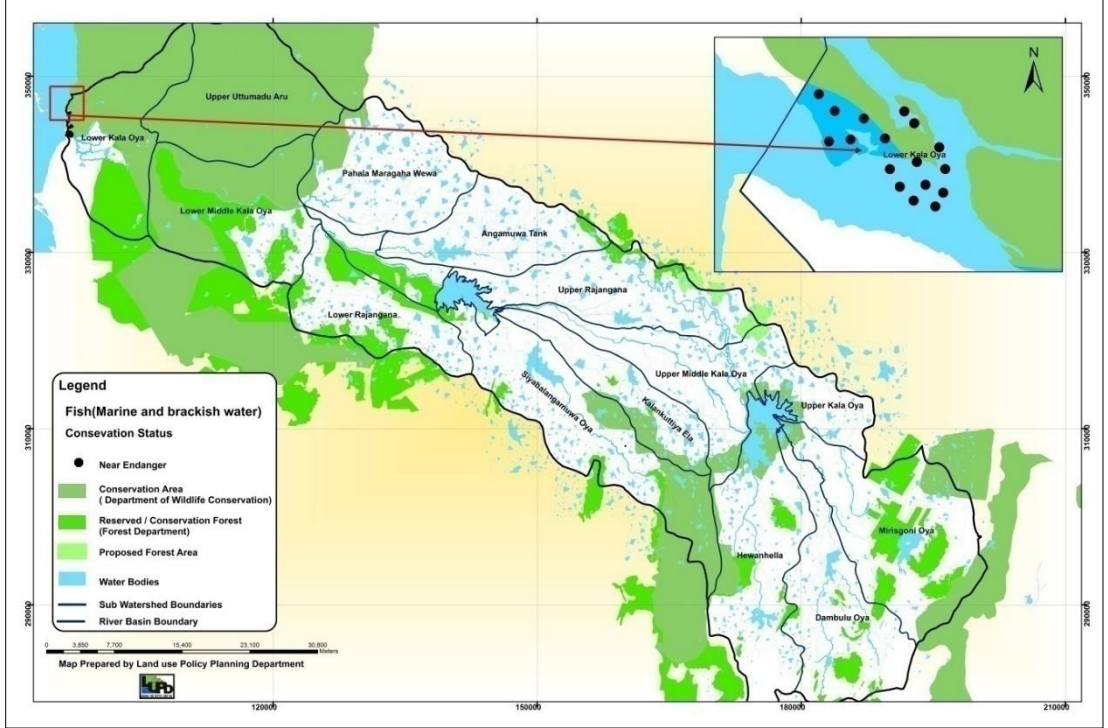 350000
350000
N
Upper Uttumadu Aru
Lower Kala Oya
Lower Kala Oya
Pahala Maragaha Wewa
Lower Middle Kala Oya
Angamuwa Tank
330000
330000
Upper Rajangana
Lower Rajangana
Upper Middle Kala Oya
Siyabalangamuwa Oya
Kalankuttiya Ela
Upper Kala Oya
310000
310000
Mirisgoni Oya
Hewanhella
Dambulu Oya
290000
290000
Legend
Fish(Marine and brackish water)
Consevation Status
Near Endanger
Conservation Area
( Department of Wildlife Conservation)
Reserved / Conservation Forest
(Forest Department)
Proposed Forest Area
Water Bodies
Sub Watershed Boundaries
River Basin Boundary
0 3,850 7,700 15,400 23,100 30,800
Meters
Map Prepared by Land use Policy Planning Department
LUPPD
120000 150000 180000 210000